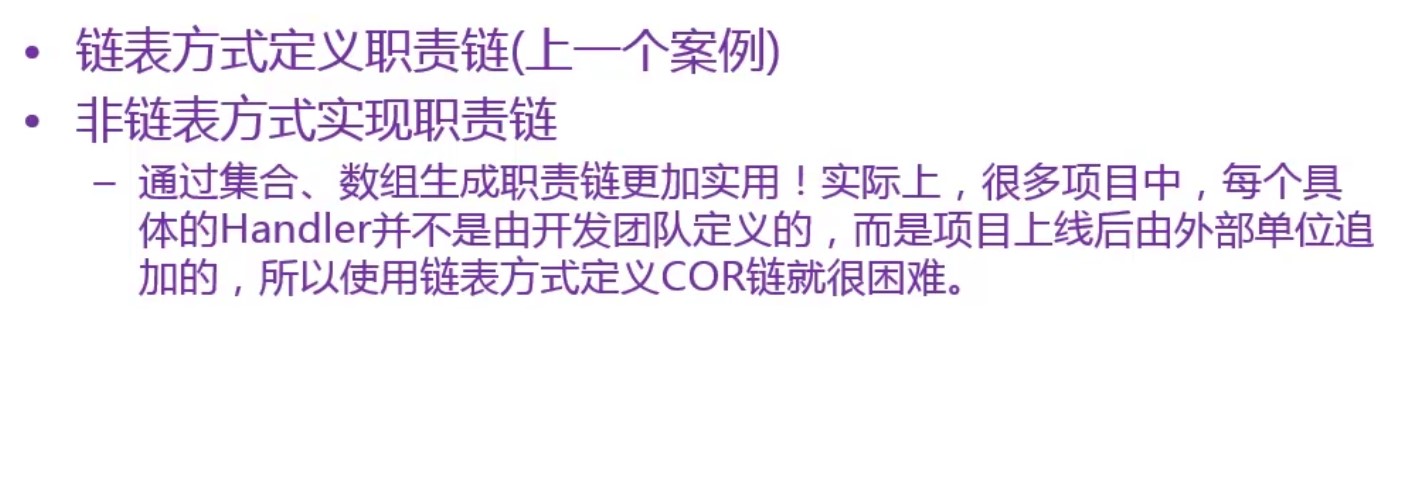 • 链表方式定义职责链(上一个案例)
• 非链表方式实现职责链
– 通过集合、数组生成职责链更加实用！实际上，很多项目中，每个具
体的Handler并不是由开发团队定义的，而是项目上线后由外部单位追
加的，所以使用链表方式定义COR链就很困难。